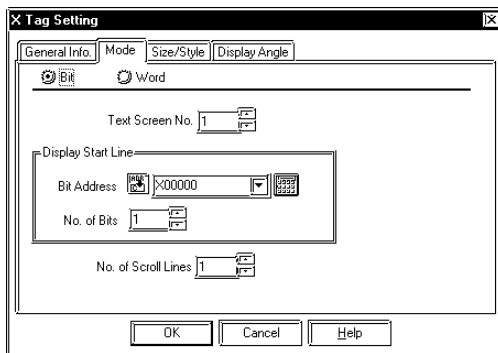 X Tag Setting
General Info. Mode Size/Style Display Angle
Bit Word
Text Screen No. 1
Display Start Line
Bit Address X00000
No. of Bits 1
No. of Scroll Lines 1
OK Cancel Help